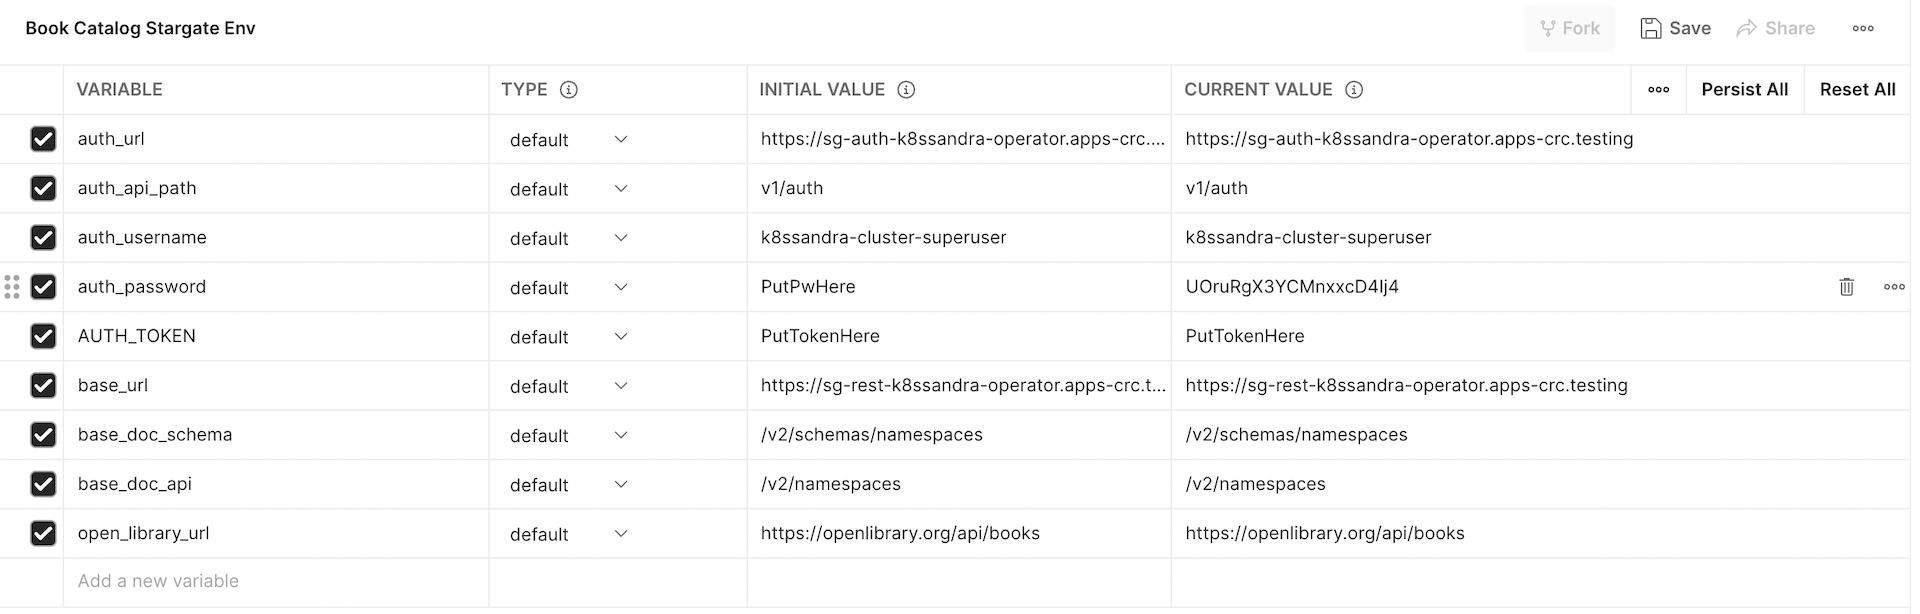 Book Catalog Stargate Env Fork Save Share
VARIABLE TYPE INITIAL VALUE CURRENT VALUE Persist All Reset All
auth_url default https://sg-auth-k8ssandra-operator.apps-crc.... https://sg-auth-k8ssandra-operator.apps-crc.testing
auth_api_path default v1/auth v1/auth
auth_username default k8ssandra-cluster-superuser k8ssandra-cluster-superuser
auth_password default PutPwHere UOruRgX3YCMnxxcD4Ij4
AUTH_TOKEN default PutTokenHere PutTokenHere
base_url default https://sg-rest-k8ssandra-operator.apps-crc.t... https://sg-rest-k8ssandra-operator.apps-crc.testing
base_doc_schema default /v2/schemas/namespaces /v2/schemas/namespaces
base_doc_api default /v2/namespaces /v2/namespaces
open_library_url default https://openlibrary.org/api/books https://openlibrary.org/api/books
Add a new variable